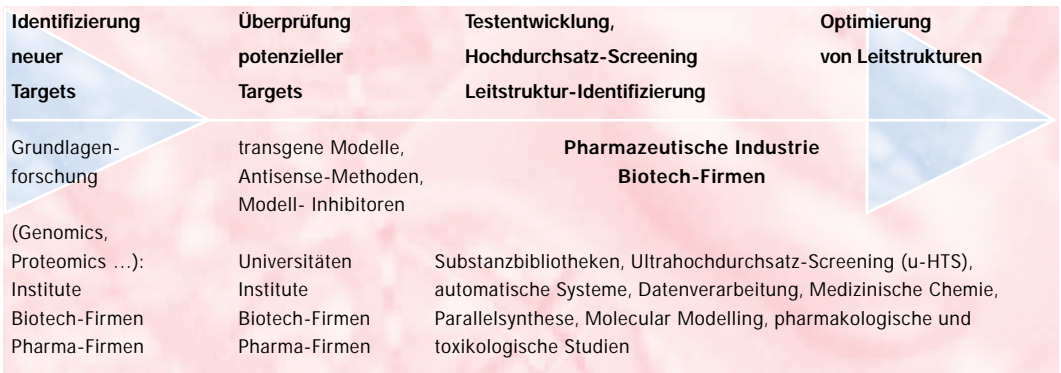 Identifizierung
neuer
Targets
Überprüfung
potenzieller
Targets
Testentwicklung,
Hochdurchsatz-Screening
Leitstruktur-Identifizierung
Optimierung
von Leitstrukturen
Grundlagen-
forschung
(Genomics,
Proteomics ...):
Institute
Biotech-Firmen
Pharma-Firmen
transgene Modelle,
Antisense-Methoden,
Modell- Inhibitoren
Universitäten
Institute
Biotech-Firmen
Pharma-Firmen
Pharmazeutische Industrie
Biotech-Firmen
Substanzbibliotheken, Ultrahochdurchsatz-Screening (u-HTS),
automatische Systeme, Datenverarbeitung, Medizinische Chemie,
Parallelsynthese, Molecular Modelling, pharmakologische und
toxikologische Studien